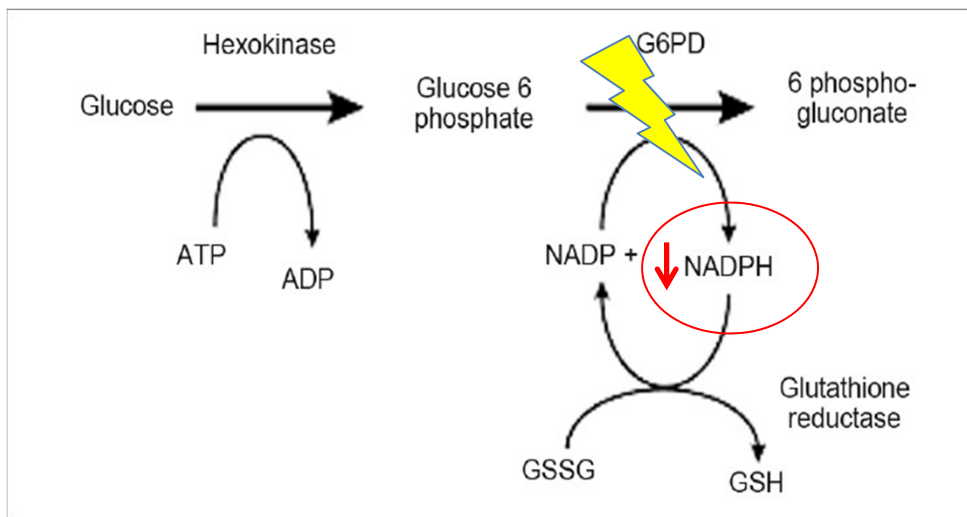 Hexokinase
G6PD
Glucose
Glucose 6
phosphate
6 phospho-
gluconate
ATP
ADP
NADP +
NADPH
Glutathione
reductase
GSSG
GSH